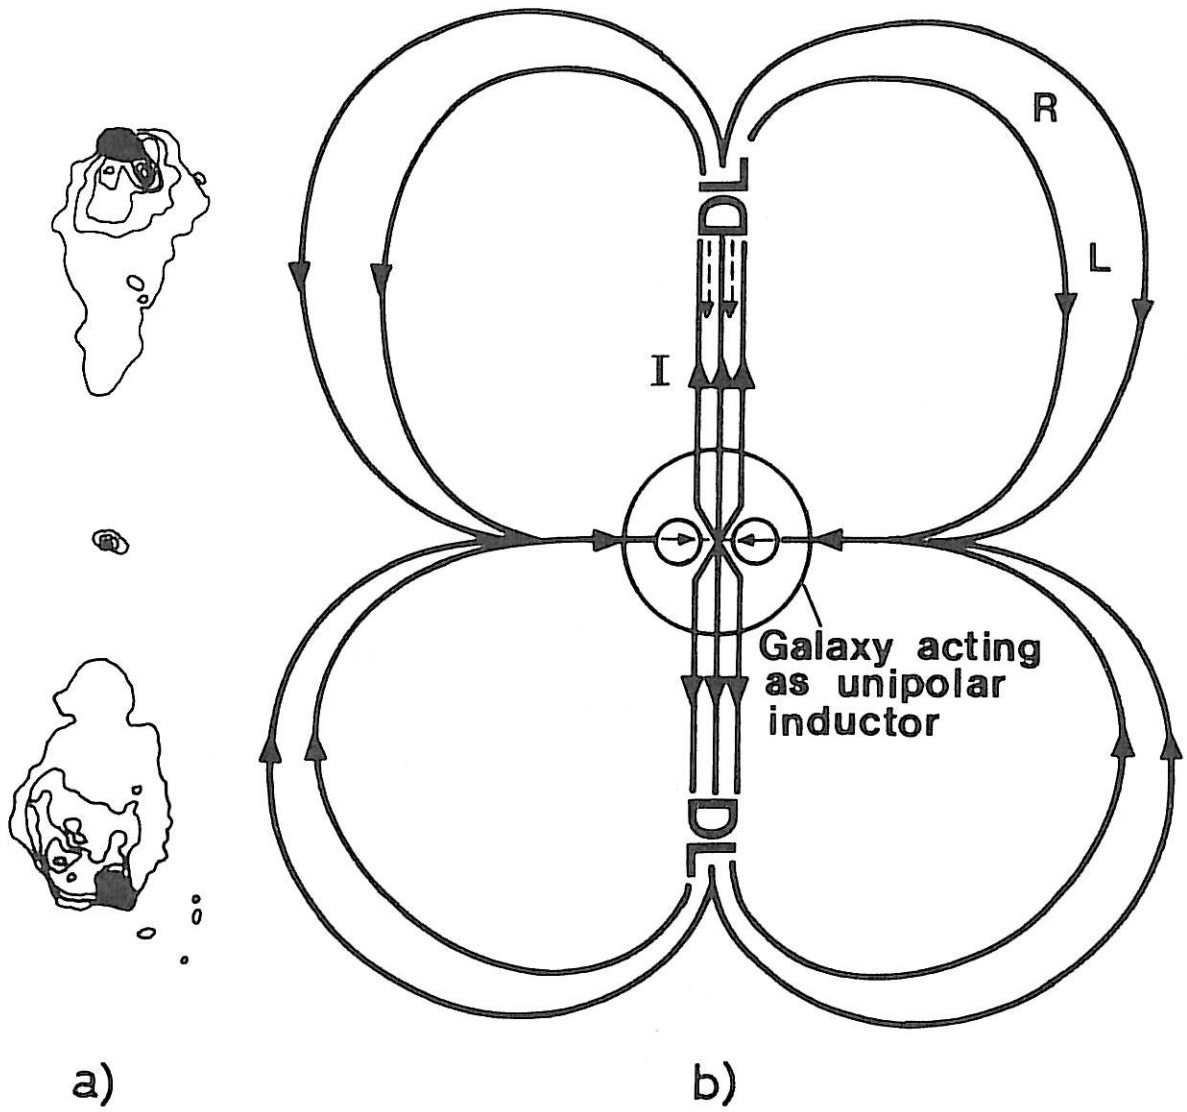 R
DL
L
I
Galaxy acting
as unipolar
inductor
DL
a)
b)